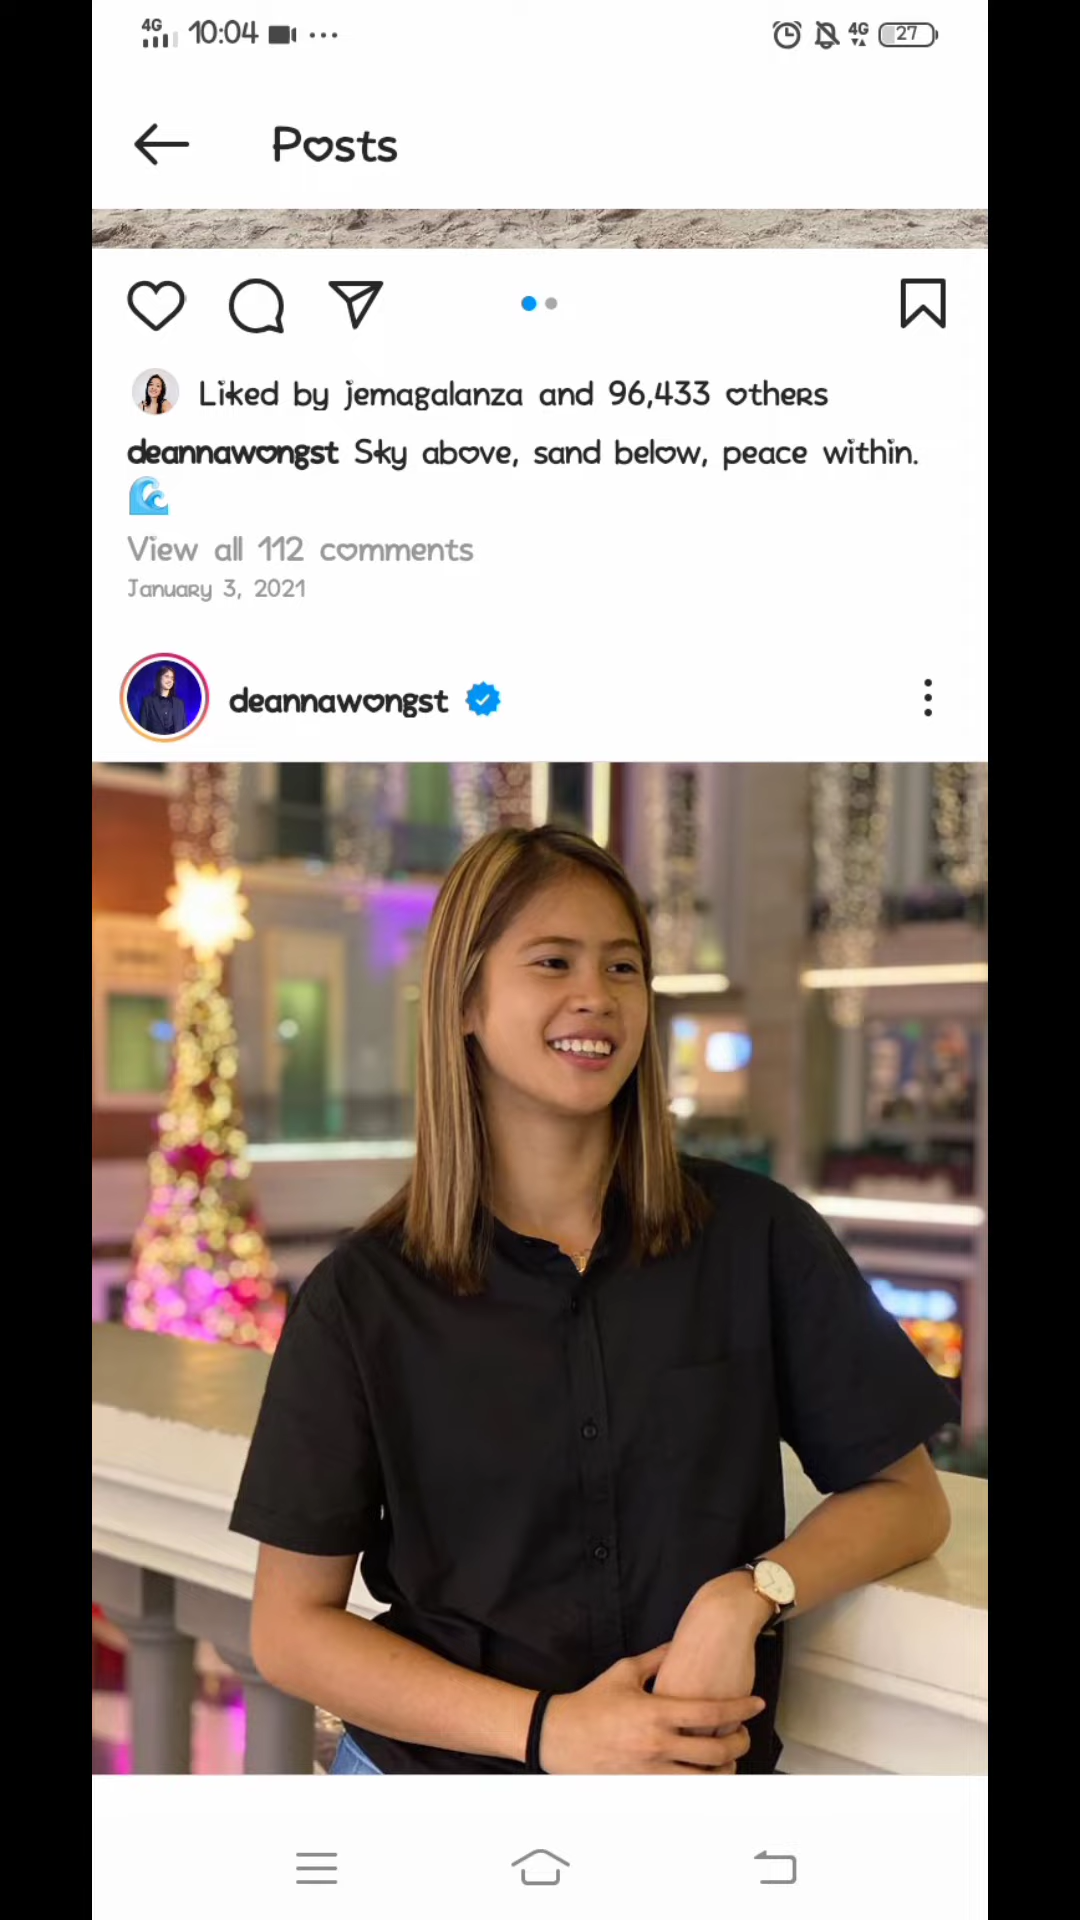 4G 10:04 4G 27
Posts
Liked by jemagalanza and 96,433 others
deannawongst Sky above, sand below, peace within.
🌊
View all 112 comments
January 3, 2021
deannawongst